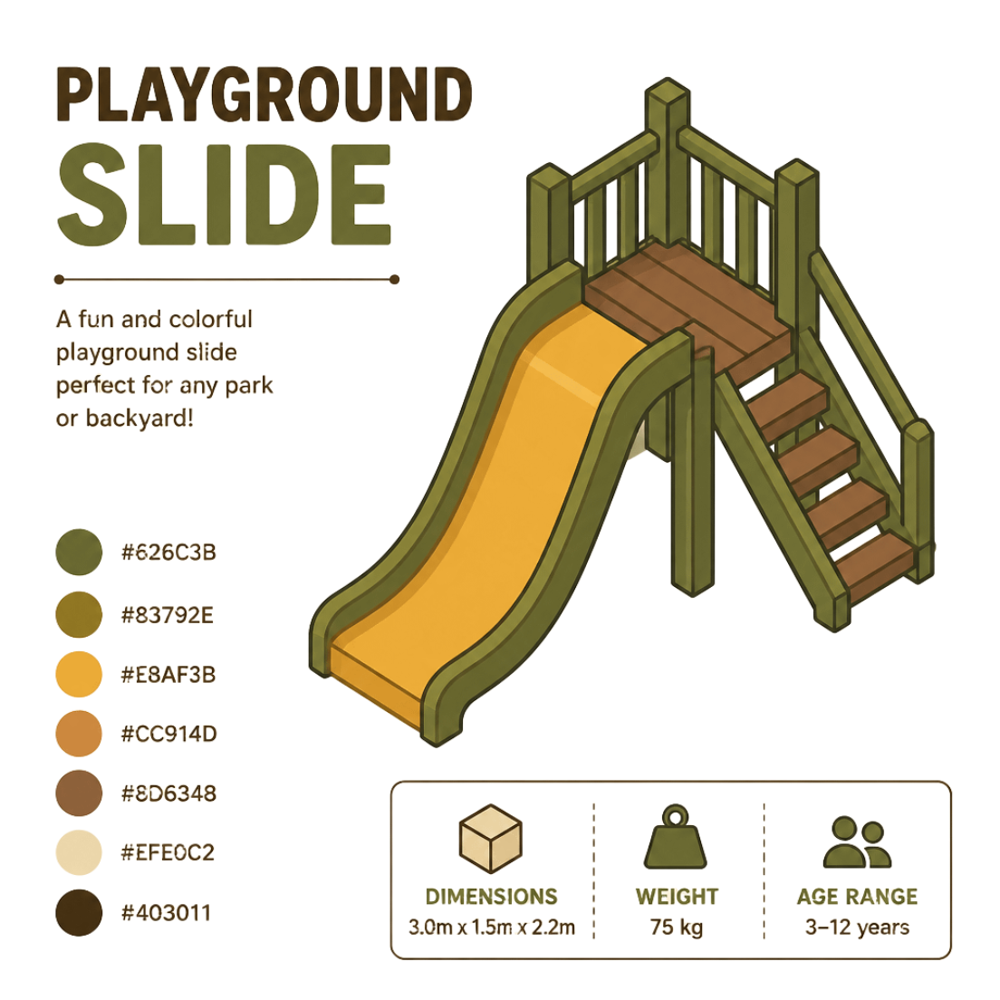 PLAYGROUND
SLIDE
A fun and colorful
playground slide
perfect for any park
or backyard!
#626C3B
#83792E
#E8AF3B
#CC914D
#8D6348
#EFE0C2
#403011
DIMENSIONS
3.0m x 1.5m x 2.2m
WEIGHT
75 kg
AGE RANGE
3–12 years